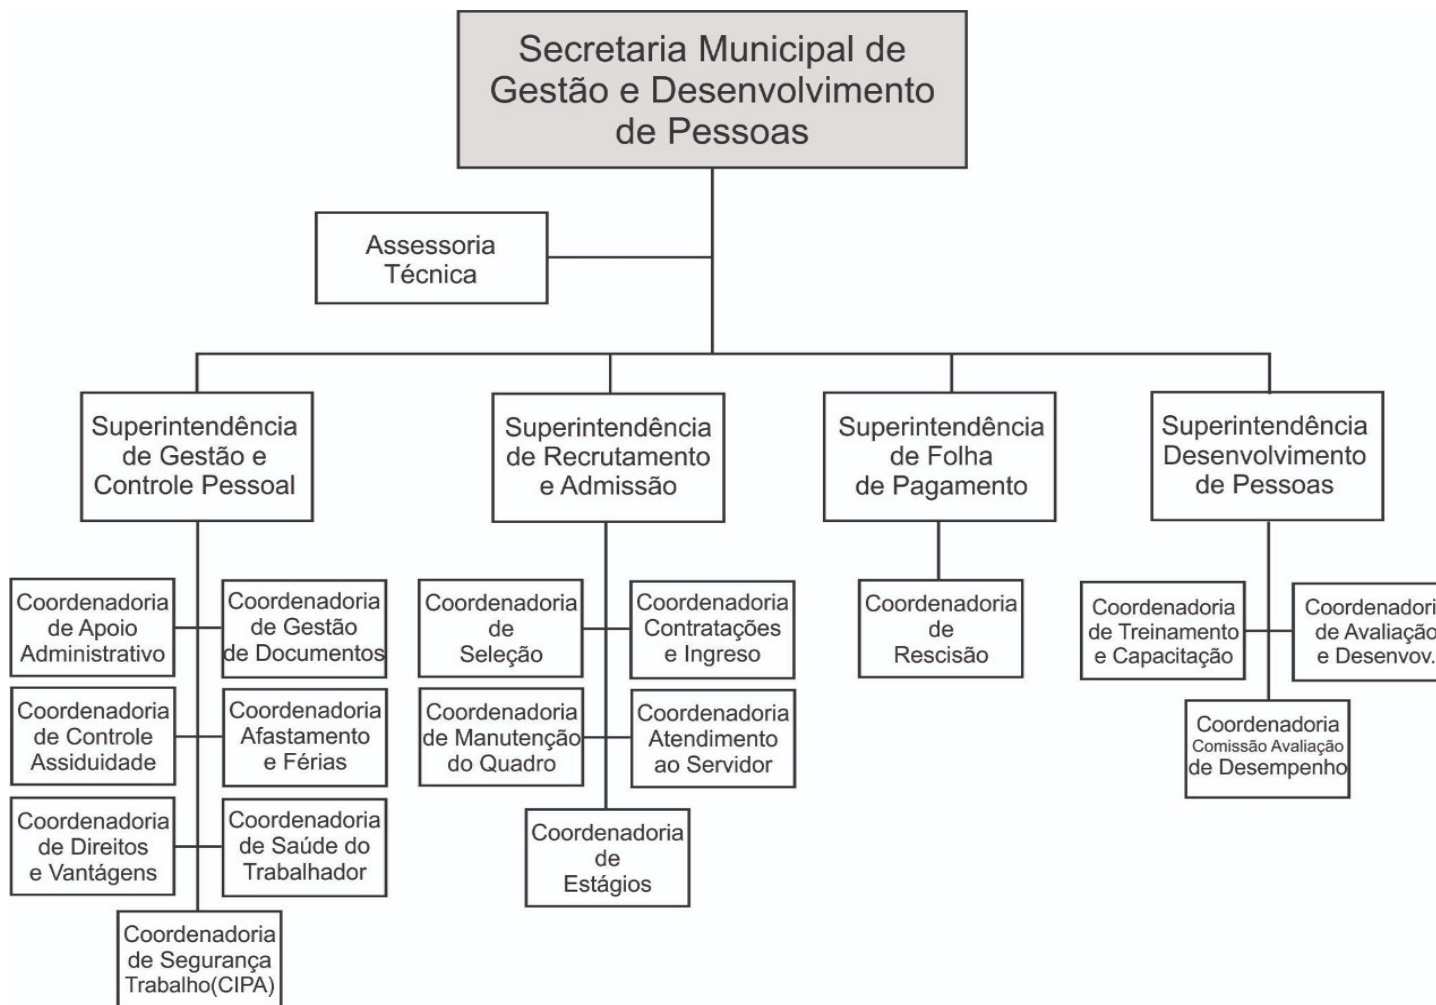 Secretaria Municipal de
Gestão e Desenvolvimento
de Pessoas
Assessoria
Técnica
Superintendência
de Gestão e
Controle Pessoal
Superintendência
de Recrutamento
e Admissão
Superintendência
de Folha
de Pagamento
Superintendência
Desenvolvimento
de Pessoas
Coordenadoria
de Apoio
Administrativo
Coordenadoria
de Gestão
de Documentos
Coordenadoria
de Controle
Assiduidade
Coordenadoria
Afastamento
e Férias
Coordenadoria
de Direitos
e Vantágens
Coordenadoria
de Saúde do
Trabalhador
Coordenadoria
de Segurança
Trabalho(CIPA)
Coordenadoria
de
Seleção
Coordenadoria
Contratações
e Ingreso
Coordenadoria
de Manutenção
do Quadro
Coordenadoria
Atendimento
ao Servidor
Coordenadoria
de
Estágios
Coordenadoria
de
Rescisão
Coordenadoria
de Treinamento
e Capacitação
Coordenadori
de Avaliação
e Desenvov.
Coordenadoria
Comissão Avaliação
de Desempenho